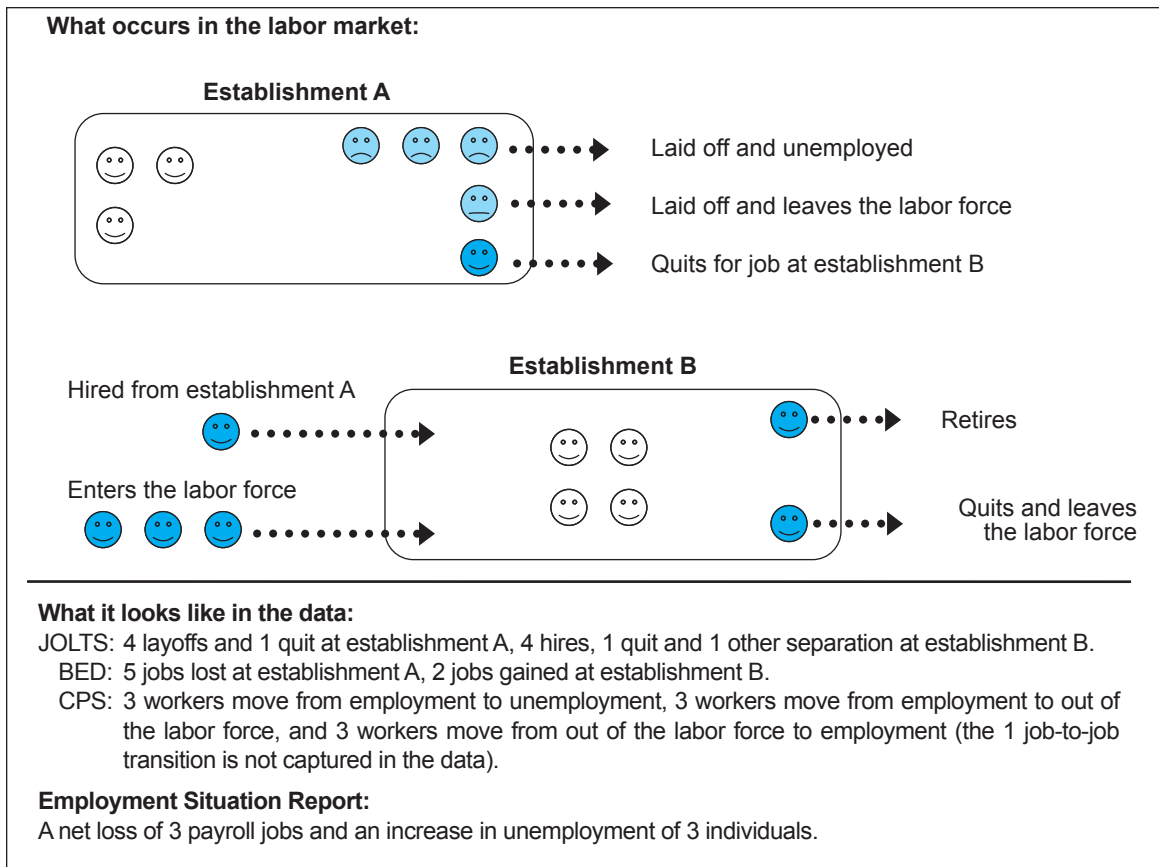 What occurs in the labor market:
Establishment A
Laid off and unemployed
Laid off and leaves the labor force
Quits for job at establishment B
Establishment B
Hired from establishment A
Retires
Enters the labor force
Quits and leaves
the labor force
What it looks like in the data:
JOLTS: 4 layoffs and 1 quit at establishment A, 4 hires, 1 quit and 1 other separation at establishment B.
BED: 5 jobs lost at establishment A, 2 jobs gained at establishment B.
CPS: 3 workers move from employment to unemployment, 3 workers move from employment to out of
the labor force, and 3 workers move from out of the labor force to employment (the 1 job-to-job
transition is not captured in the data).
Employment Situation Report:
A net loss of 3 payroll jobs and an increase in unemployment of 3 individuals.